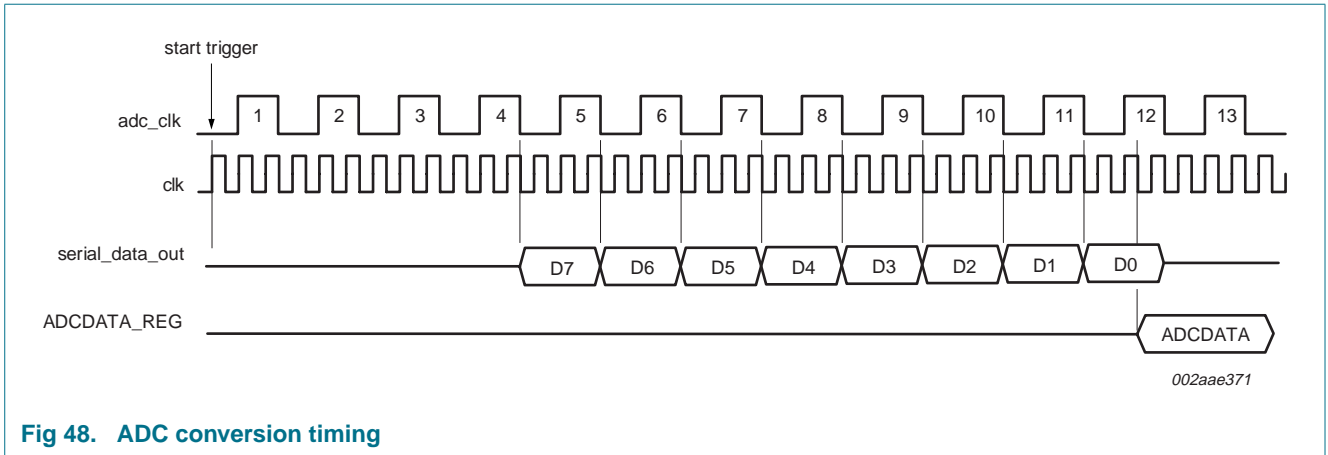 start trigger
adc_clk 1 2 3 4 5 6 7 8 9 10 11 12 13
clk
serial_data_out D7 D6 D5 D4 D3 D2 D1 D0
ADCDATA_REG ADCDATA
002aae371
Fig 48. ADC conversion timing